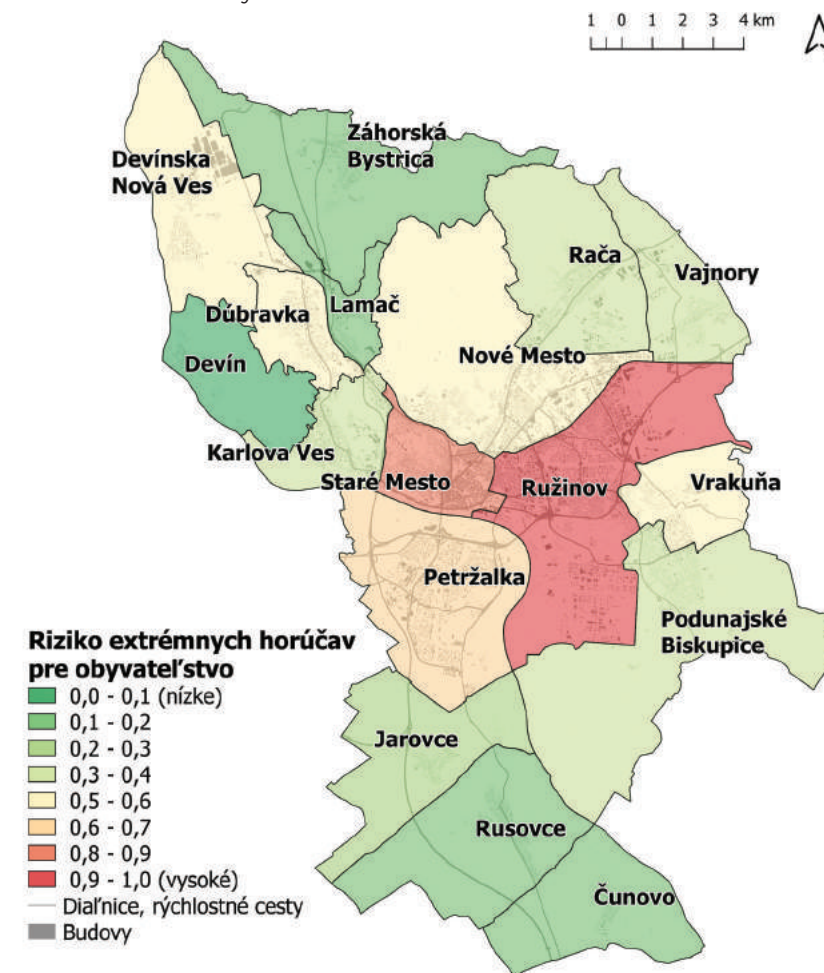 1 0 1 2 3 4 km
Záhorská
Bystrica
Devínska
Nová Ves
Rača
Vajnory
Lamač
Dúbravka
Nové Mesto
Devín
Karlova Ves
Staré Mesto
Ružinov
Vrakuňa
Petržalka
Podunajské
Biskupice
Jarovce
Rusovce
Čunovo
Riziko extrémnych horúčav
pre obyvateľstvo
0,0 - 0,1 (nízke)
0,1 - 0,2
0,2 - 0,3
0,3 - 0,4
0,5 - 0,6
0,6 - 0,7
0,8 - 0,9
0,9 - 1,0 (vysoké)
Diaľnice, rýchlostné cesty
Budovy